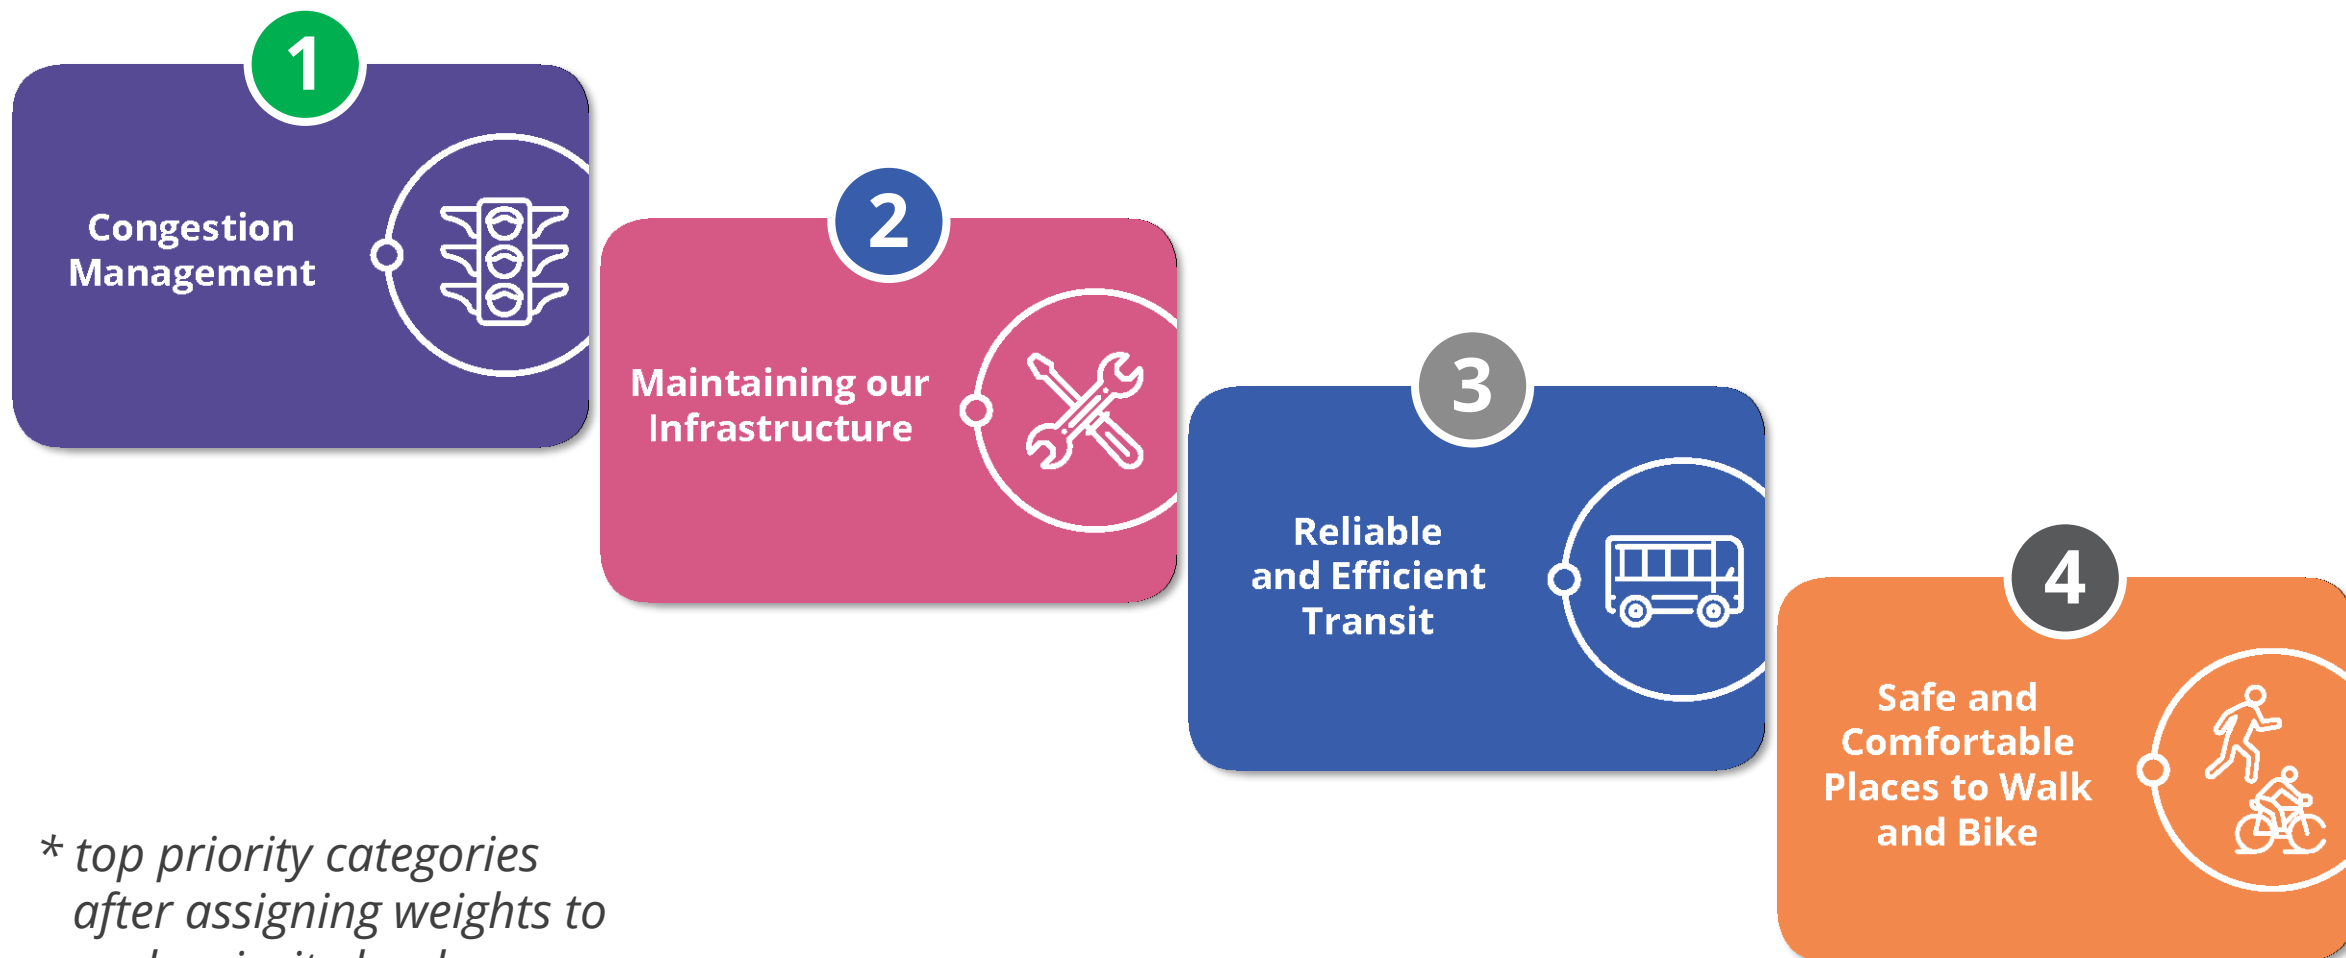 1
Congestion
Management
2
Maintaining our
Infrastructure
3
Reliable
and Efficient
Transit
4
Safe and
Comfortable
Places to Walk
and Bike
* top priority categories
after assigning weights to